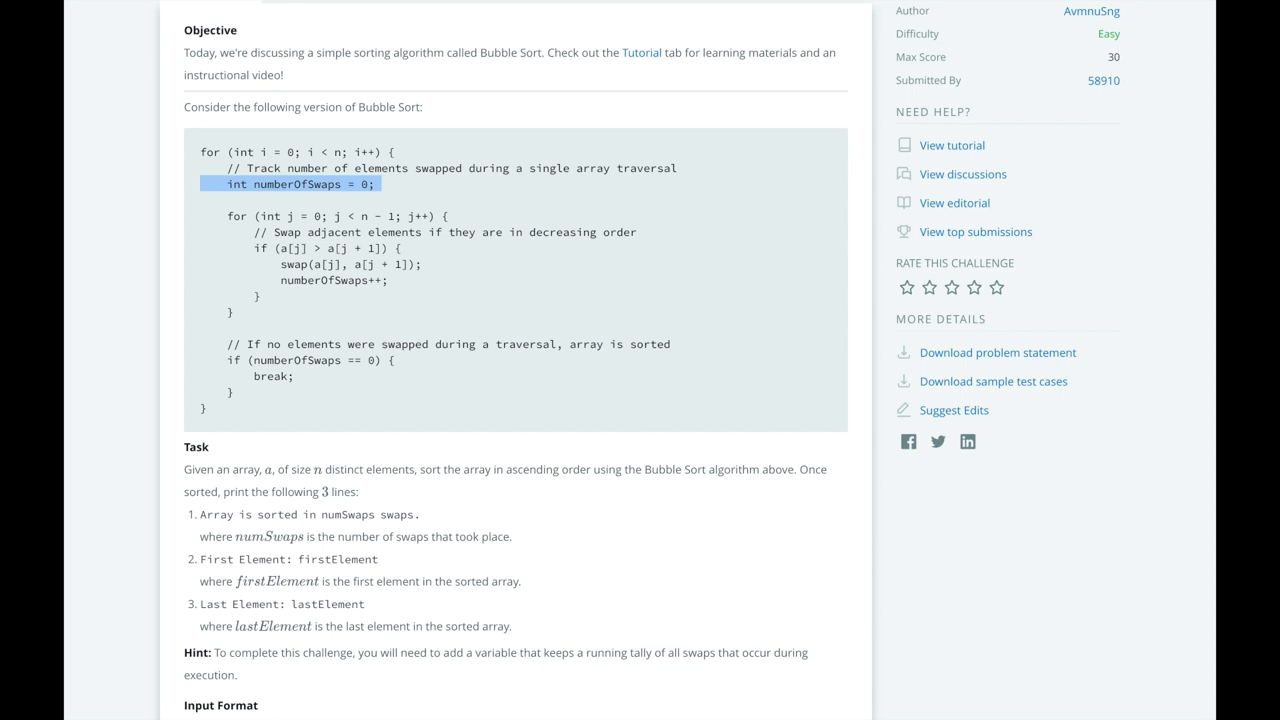 Objective
Today, we're discussing a simple sorting algorithm called Bubble Sort. Check out the Tutorial tab for learning materials and an
instructional video!
Consider the following version of Bubble Sort:
for (int i = 0; i < n; i++) {
    // Track number of elements swapped during a single array traversal
    int numberOfSwaps = 0;
    for (int j = 0; j < n - 1; j++) {
        // Swap adjacent elements if they are in decreasing order
        if (a[j] > a[j + 1]) {
            swap(a[j], a[j + 1]);
            numberOfSwaps++;
        }
    }
    // If no elements were swapped during a traversal, array is sorted
    if (numberOfSwaps == 0) {
        break;
    }
}
Task
Given an array, a, of size n distinct elements, sort the array in ascending order using the Bubble Sort algorithm above. Once
sorted, print the following 3 lines:
1. Array is sorted in numSwaps swaps.
where numSwaps is the number of swaps that took place.
2. First Element: firstElement
where firstElement is the first element in the sorted array.
3. Last Element: lastElement
where lastElement is the last element in the sorted array.
Hint: To complete this challenge, you will need to add a variable that keeps a running tally of all swaps that occur during
execution.
Input Format
Author AvmnuSng
Difficulty Easy
Max Score 30
Submitted By 58910
NEED HELP?
View tutorial
View discussions
View editorial
View top submissions
RATE THIS CHALLENGE
MORE DETAILS
Download problem statement
Download sample test cases
Suggest Edits